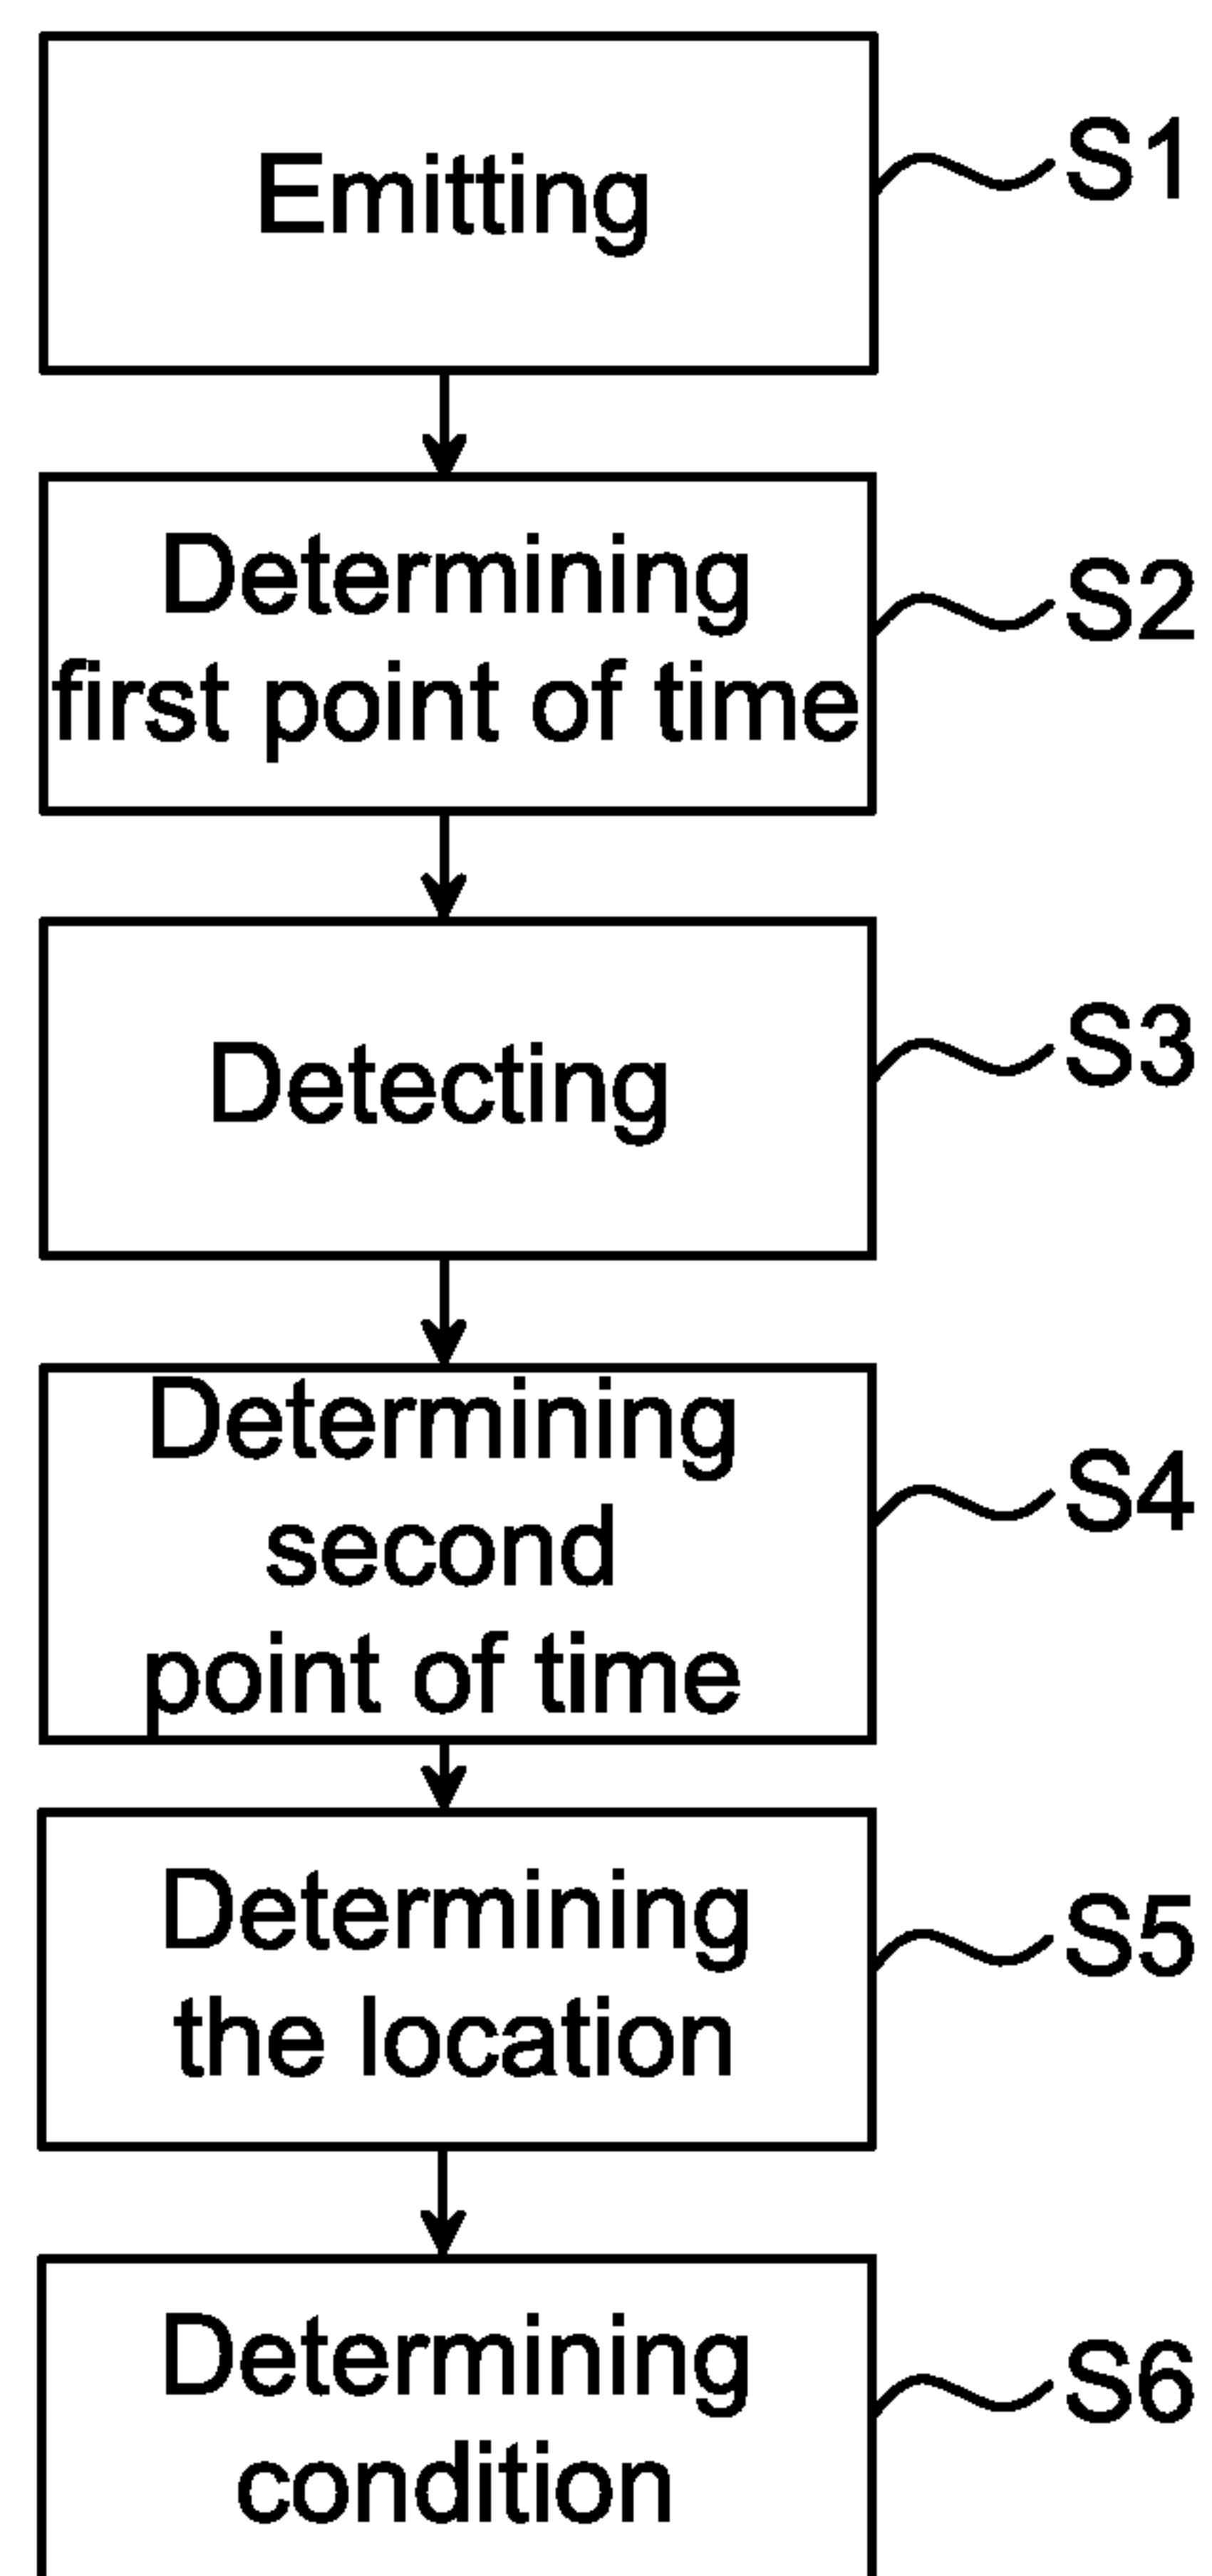 Emitting
S1
Determining
first point of time
S2
Detecting
S3
Determining
second
point of time
S4
Determining
the location
S5
Determining
condition
S6